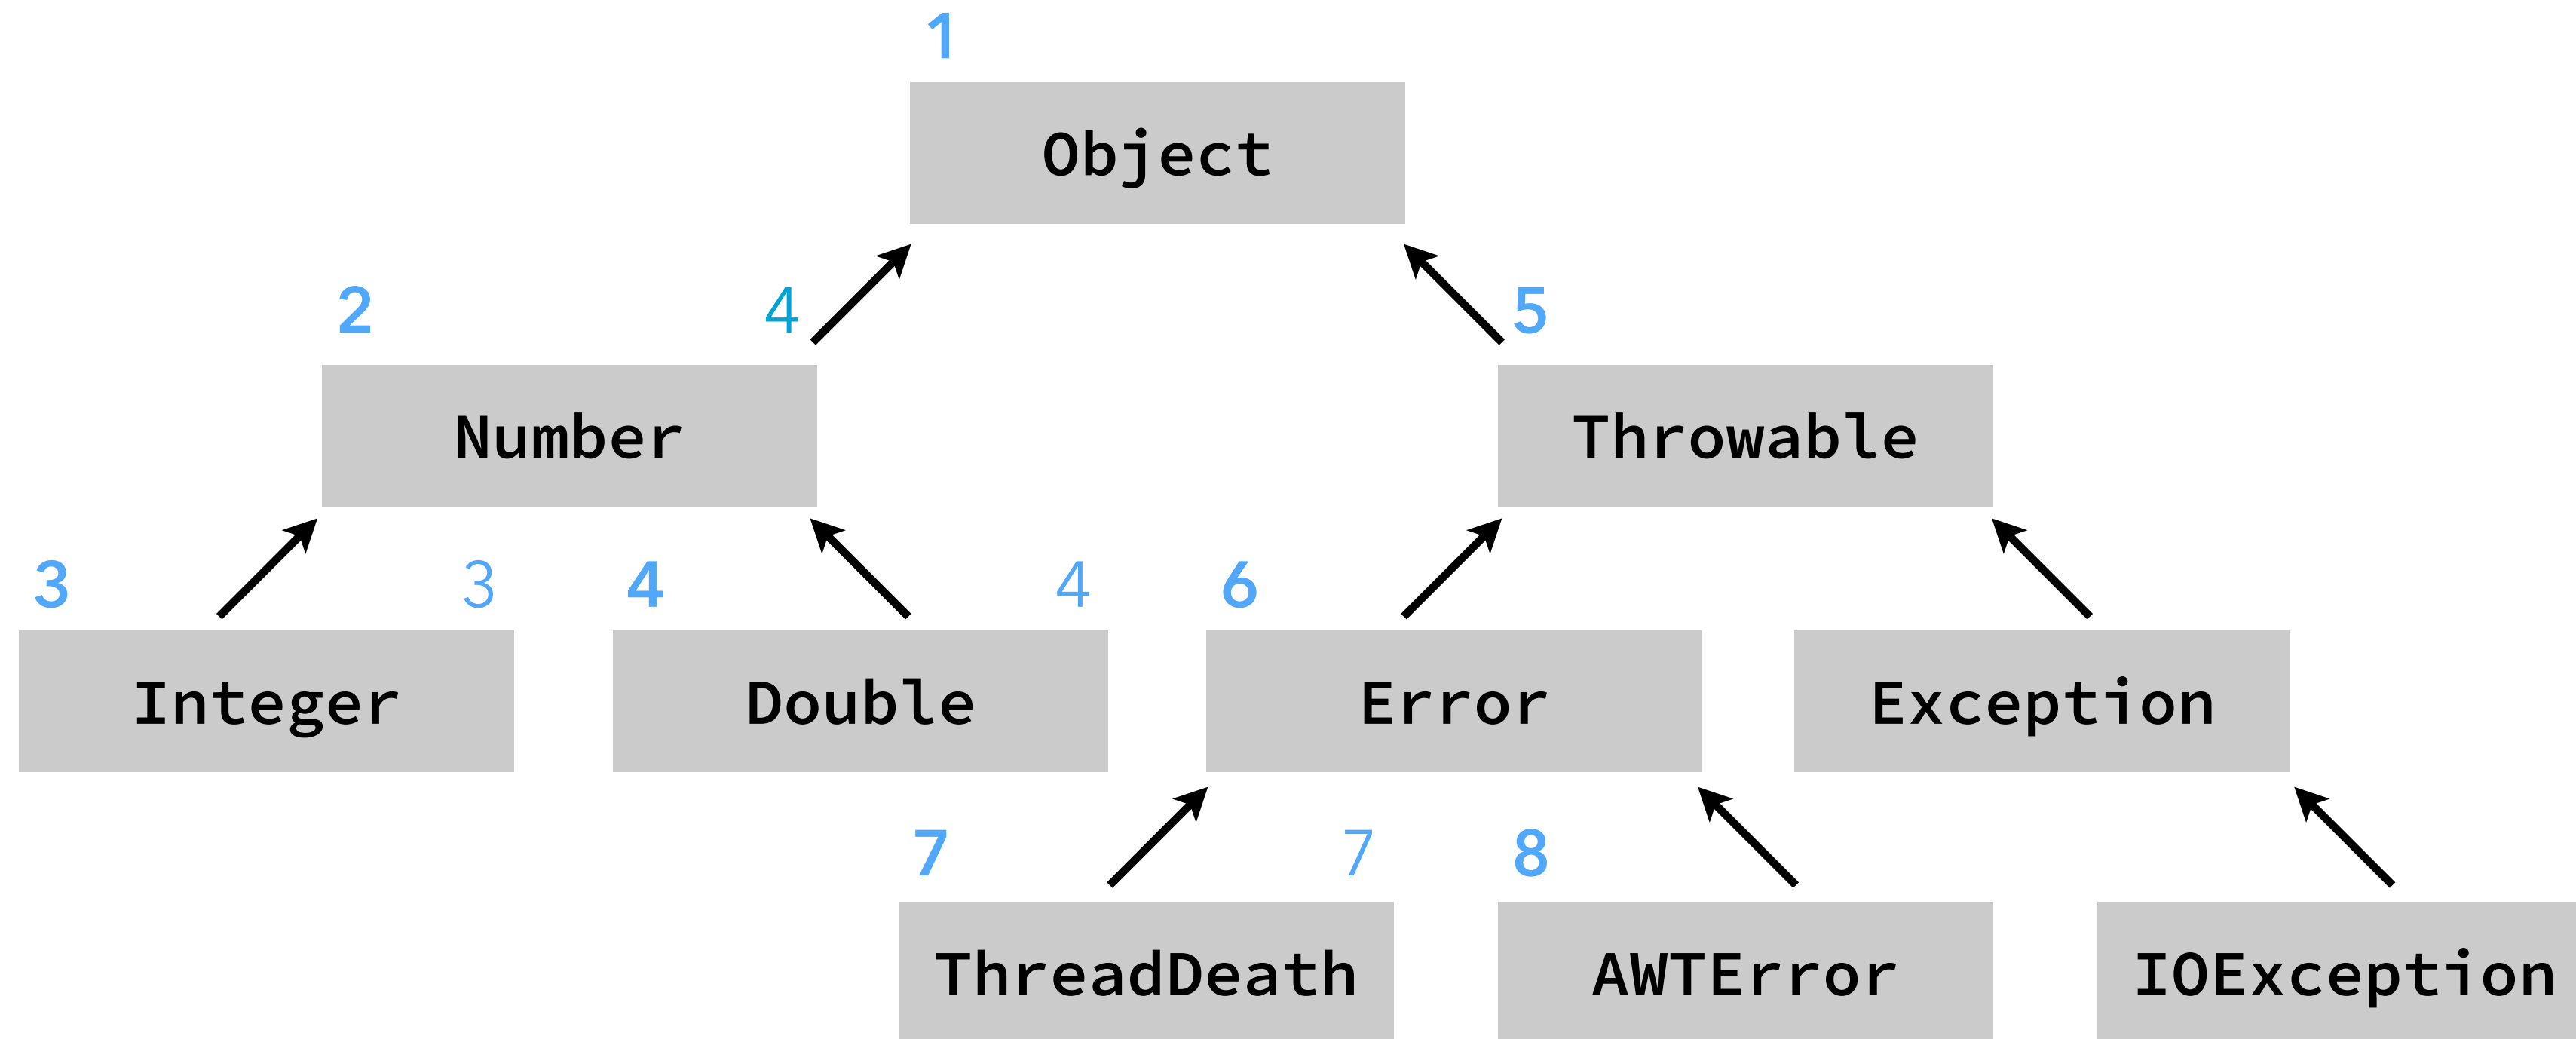 1
Object
2 4 5
Number Throwable
3 3 4 4 6
Integer Double Error Exception
7 7 8
ThreadDeath AWTError IOException